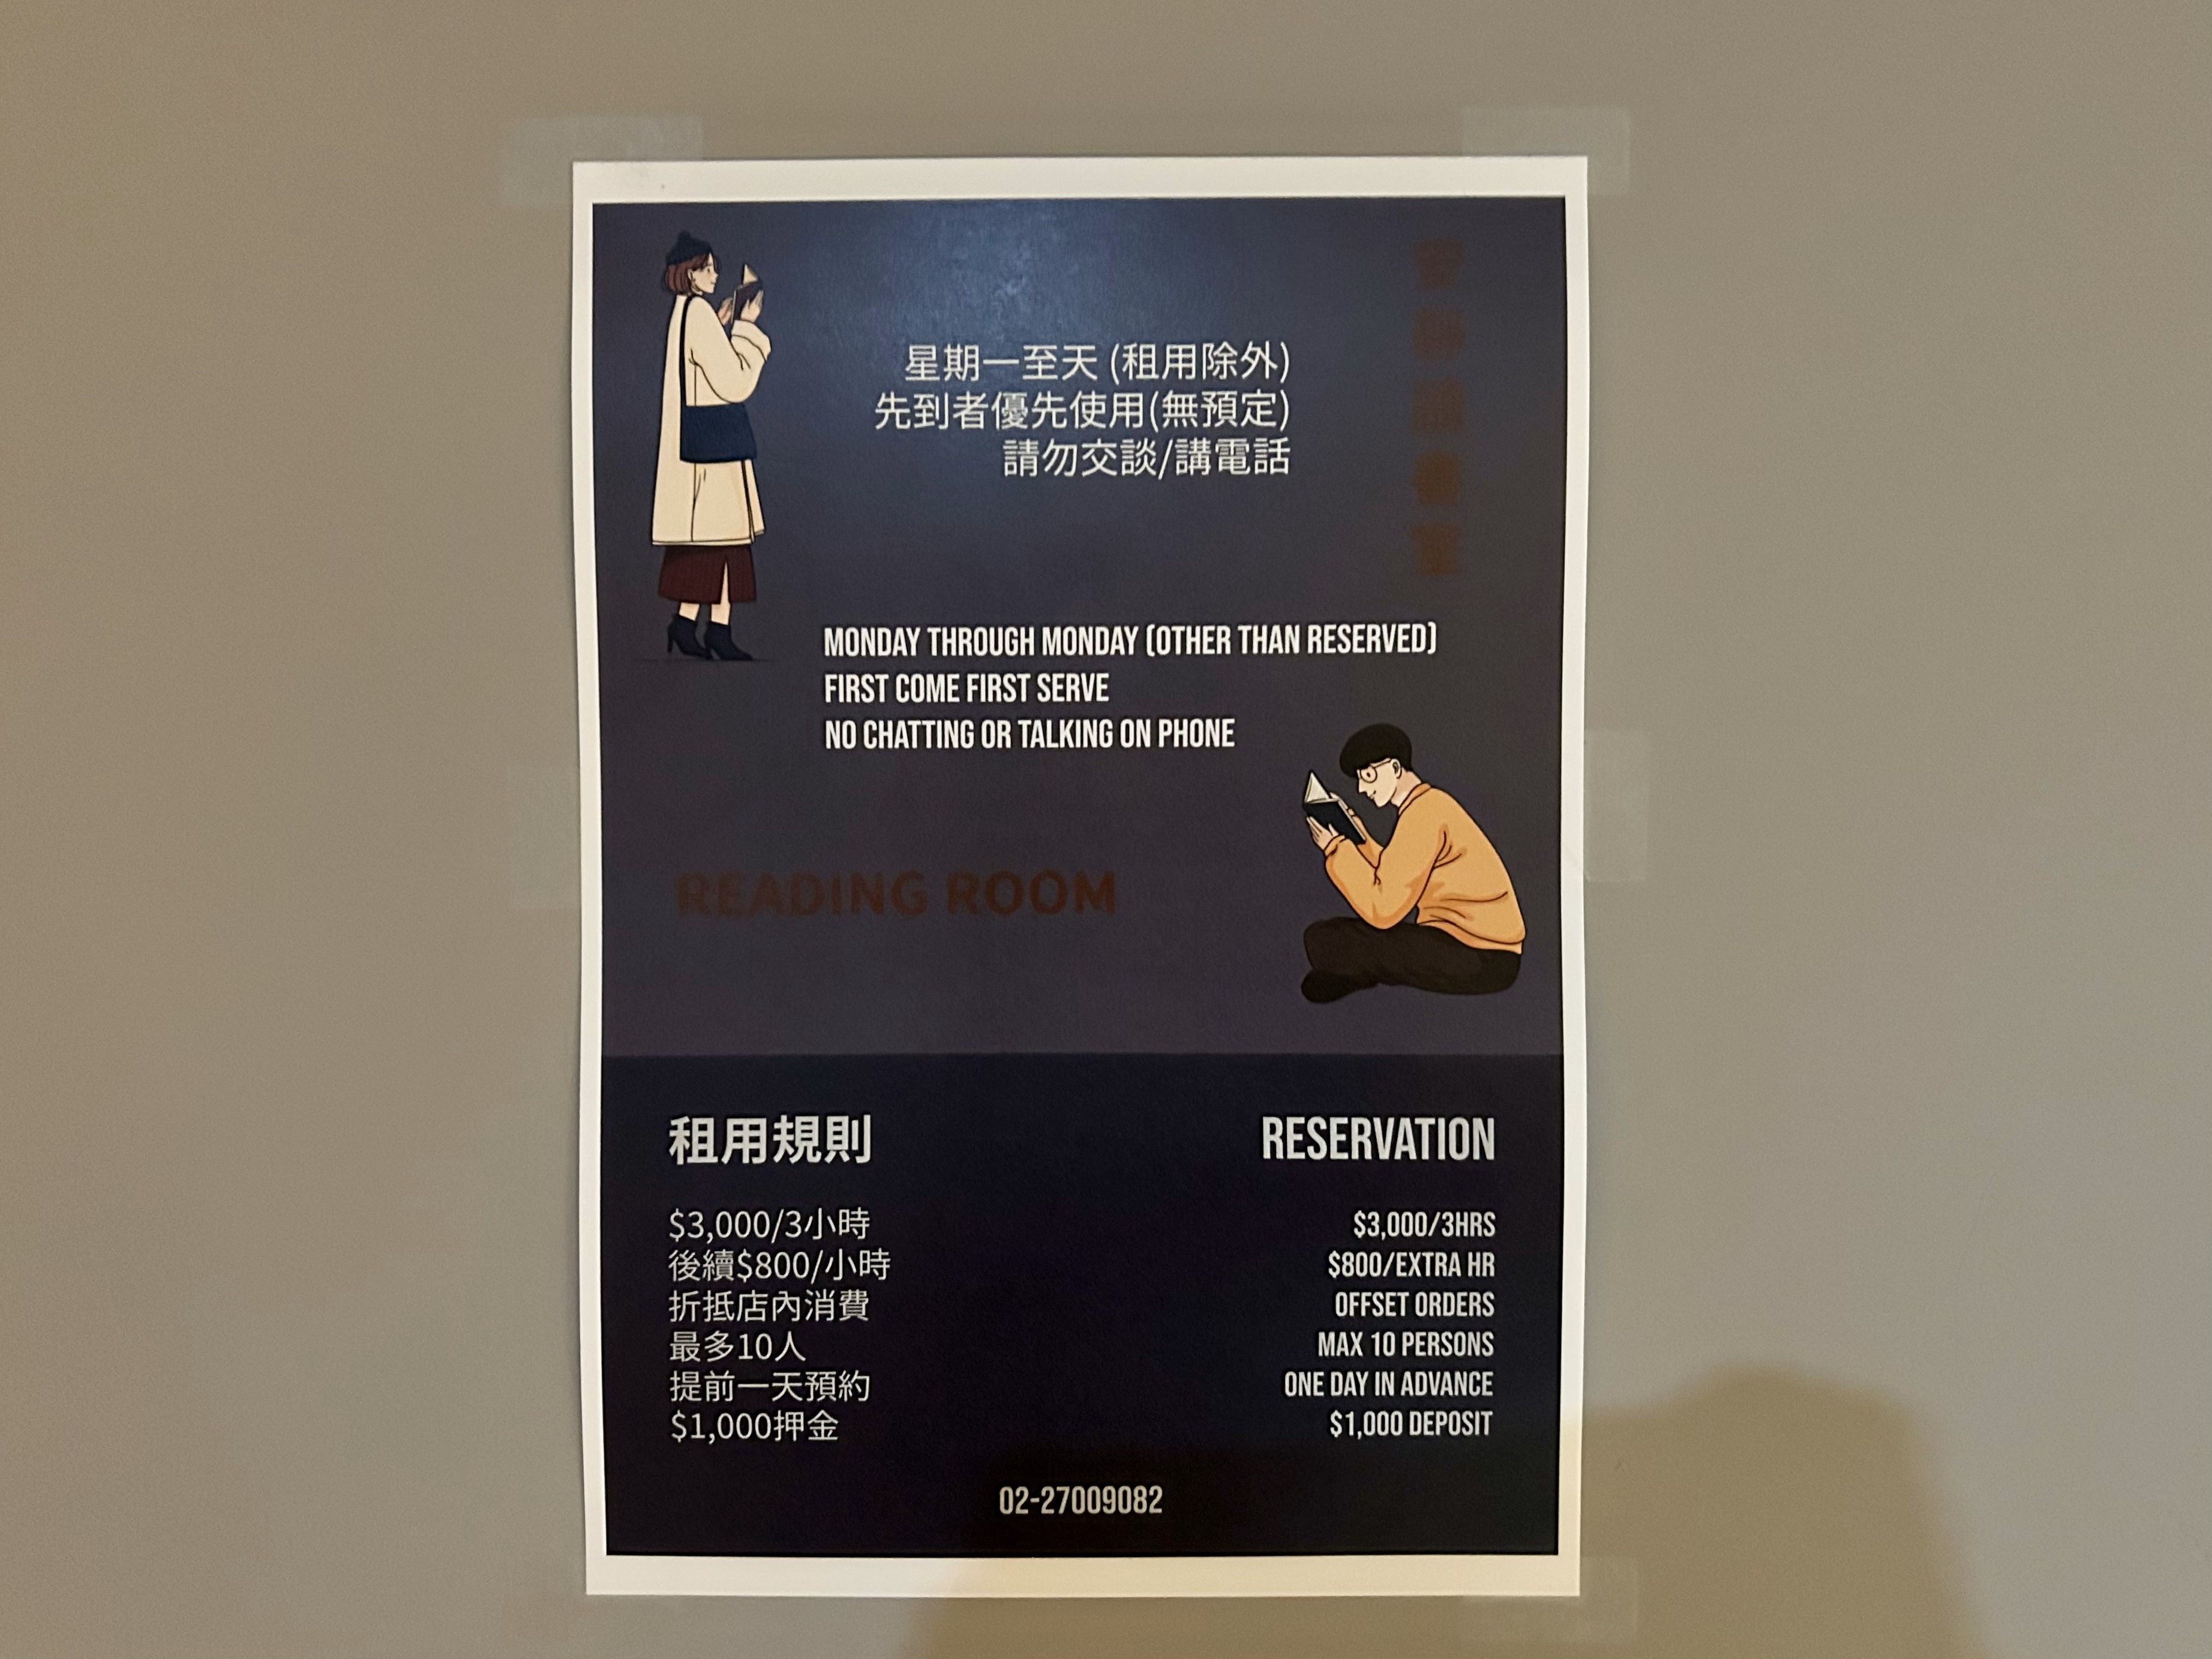 星期一至天 (租用除外)
先到者優先使用(無預定)
請勿交談/講電話
安靜讀書室
MONDAY THROUGH MONDAY (OTHER THAN RESERVED)
FIRST COME FIRST SERVE
NO CHATTING OR TALKING ON PHONE
READING ROOM
租用規則
$3,000/3小時
後續$800/小時
折抵店內消費
最多10人
提前一天預約
$1,000押金
RESERVATION
$3,000/3HRS
$800/EXTRA HR
OFFSET ORDERS
MAX 10 PERSONS
ONE DAY IN ADVANCE
$1,000 DEPOSIT
02-27009082